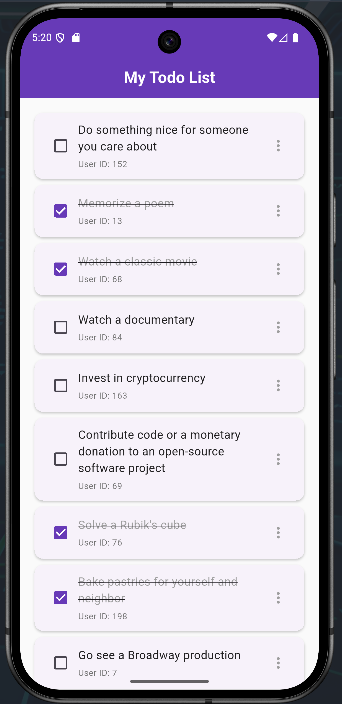 5:20
My Todo List
Do something nice for someone
you care about
User ID: 152
Memorize a poem
User ID: 13
Watch a classic movie
User ID: 68
Watch a documentary
User ID: 84
Invest in cryptocurrency
User ID: 163
Contribute code or a monetary
donation to an open-source
software project
User ID: 69
Solve a Rubik's cube
User ID: 76
Bake pastries for yourself and
neighbor
User ID: 198
Go see a Broadway production
User ID: 7